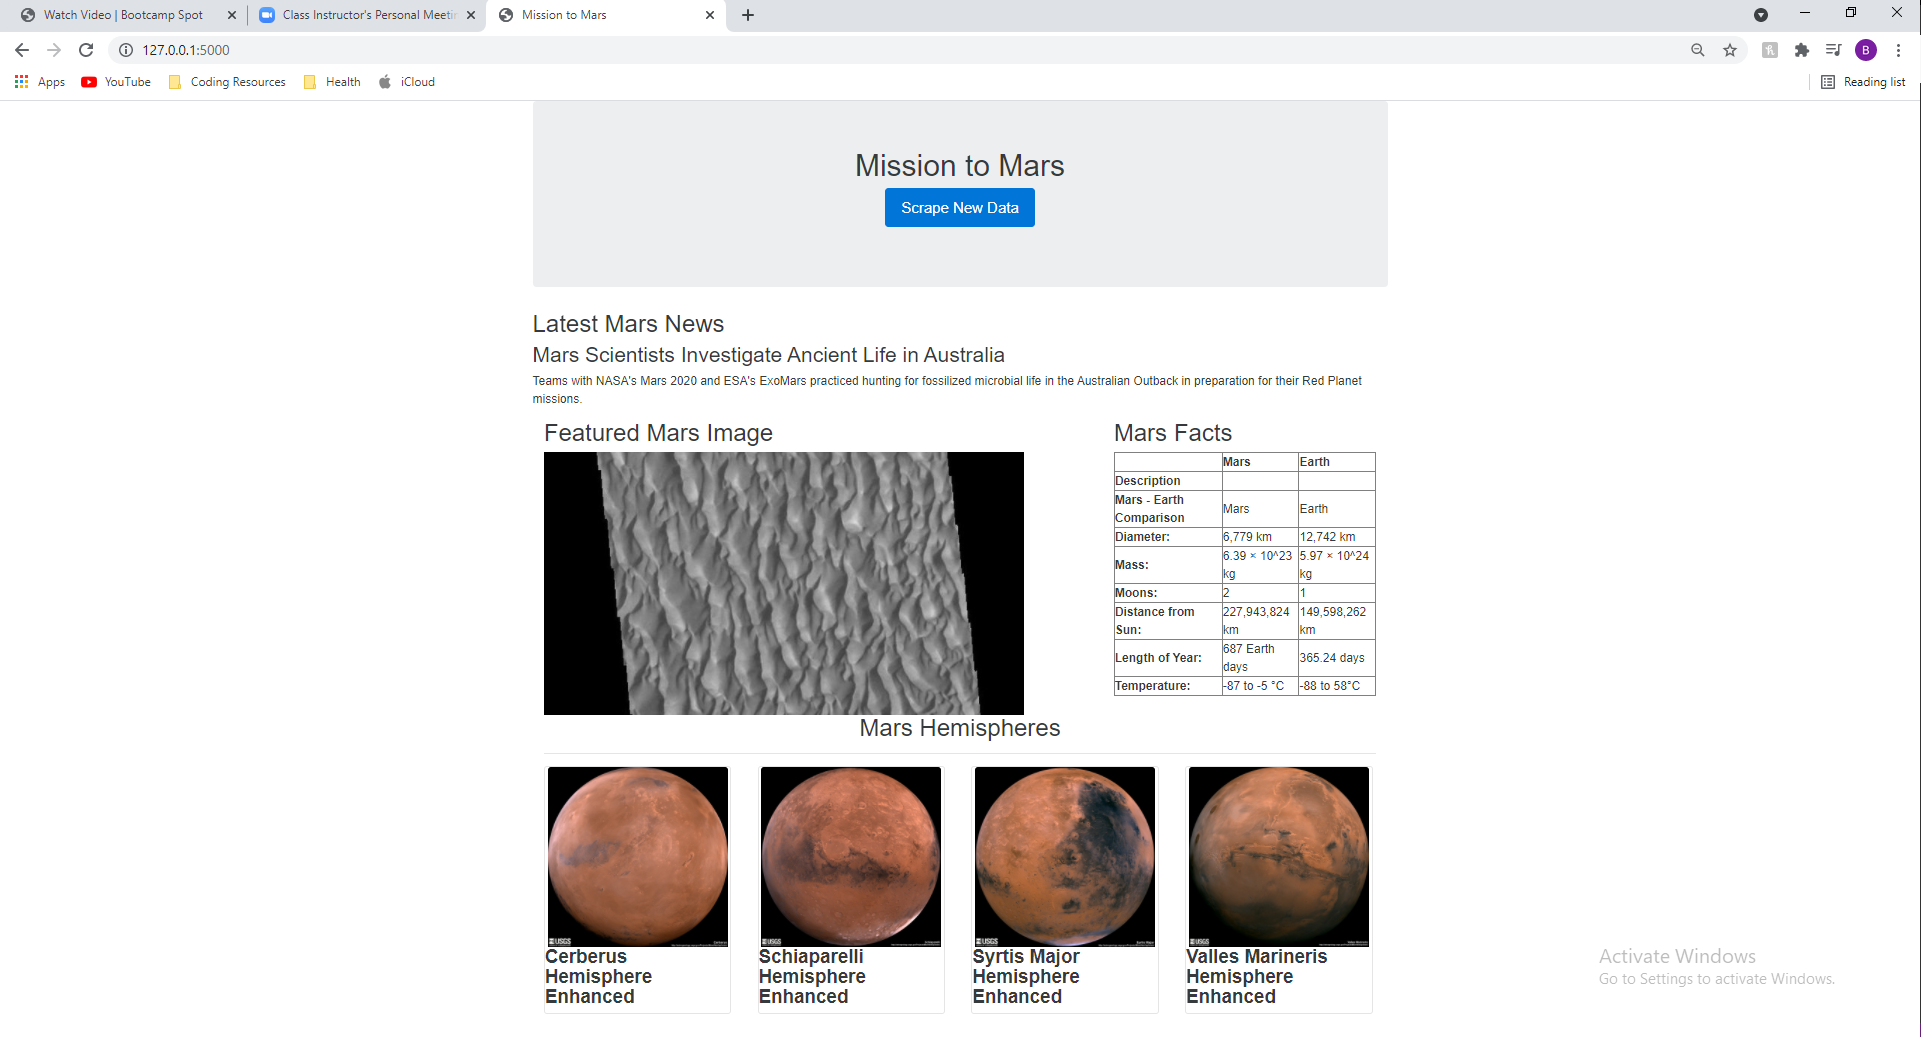 Watch Video | Bootcamp Spot
Class Instructor's Personal Meetin
Mission to Mars
127.0.0.1:5000
B
Apps
YouTube
Coding Resources
Health
iCloud
Reading list
Mission to Mars
Scrape New Data
Latest Mars News
Mars Scientists Investigate Ancient Life in Australia
Teams with NASA's Mars 2020 and ESA's ExoMars practiced hunting for fossilized microbial life in the Australian Outback in preparation for their Red Planet
missions.
Featured Mars Image
Mars Facts
Mars Earth
Description
Mars - Earth
Comparison
Mars
Earth
Diameter: 6,779 km 12,742 km
Mass:
6.39 × 10^23
kg
5.97 × 10^24
kg
Moons: 2 1
Distance from
Sun:
227,943,824
km
149,598,262
km
Length of Year:
687 Earth
days
365.24 days
Temperature: -87 to -5 °C -88 to 58°C
Mars Hemispheres
USGS
USGS
USGS
USGS
Cerberus
Hemisphere
Enhanced
Schiaparelli
Hemisphere
Enhanced
Syrtis Major
Hemisphere
Enhanced
Valles Marineris
Hemisphere
Enhanced
Activate Windows
Go to Settings to activate Windows.